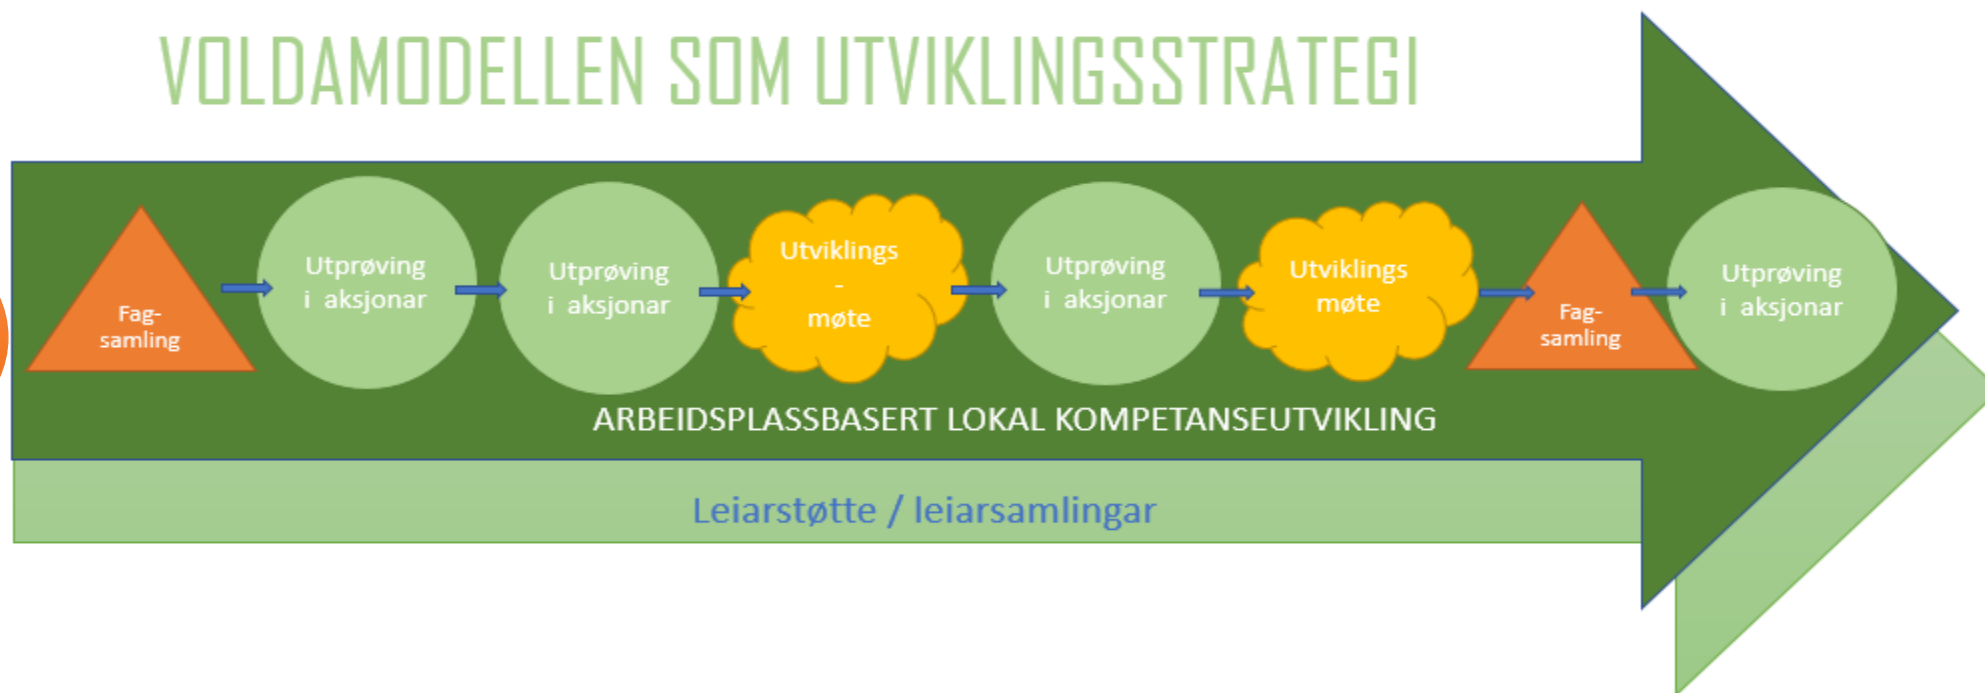 VOLDAMODELLEN SOM UTVIKLINGSSTRATEGI
Fag-
samling
Utprøving
i aksjonar
Utprøving
i aksjonar
Utviklings
-
møte
Utprøving
i aksjonar
Utviklings
møte
Fag-
samling
Utprøving
i aksjonar
ARBEIDSPLASSBASERT LOKAL KOMPETANSEUTVIKLING
Leiarstøtte / leiarsamlingar